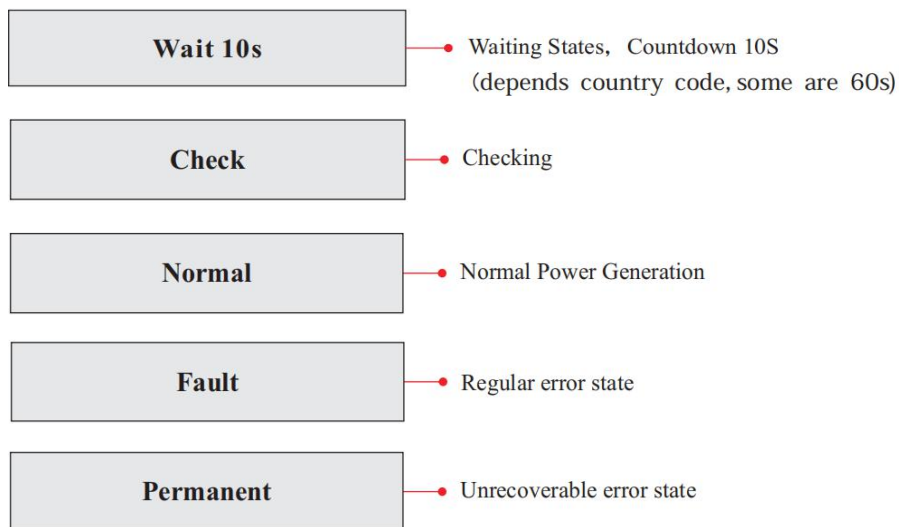 Wait 10s
Waiting States, Countdown 10S
(depends country code, some are 60s)
Check
Checking
Normal
Normal Power Generation
Fault
Regular error state
Permanent
Unrecoverable error state